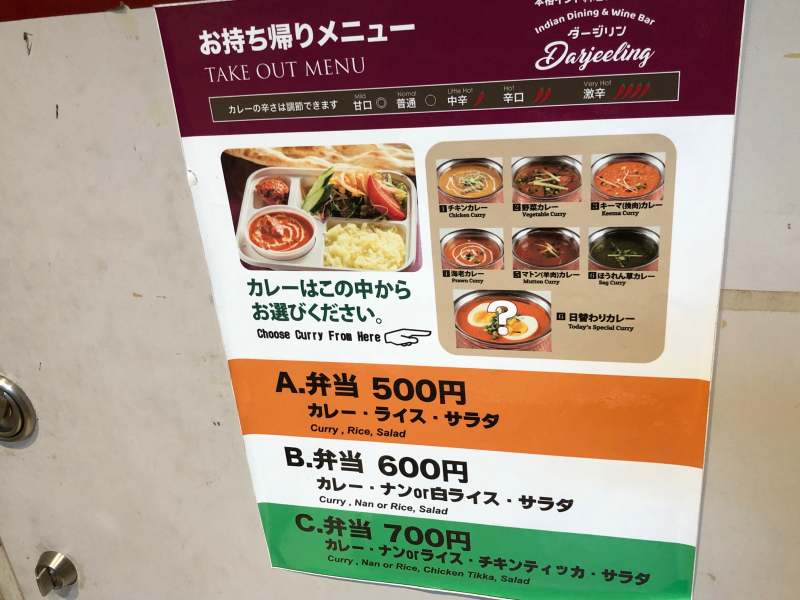 お持ち帰りメニュー
TAKE OUT MENU
Indian Dining & Wine Bar
ダージリン
Darjeeling
カレーの辛さは調節できます
Mild
甘口
Normal
普通
Little Hot
中辛
Hot
辛口
Very Hot
激辛
1 チキンカレー
Chicken Curry
2 野菜カレー
Vegetable Curry
3 キーマ(挽肉)カレー
Keema Curry
4 海老カレー
Prawn Curry
5 マトン(羊肉)カレー
Mutton Curry
6 ほうれん草カレー
Sag Curry
?
6 日替わりカレー
Today's Special Curry
カレーはこの中から
お選びください。
Choose Curry From Here
A.弁当 500円
カレー・ライス・サラダ
Curry , Rice, Salad
B.弁当 600円
カレー・ナンor白ライス・サラダ
Curry , Nan or Rice, Salad
C.弁当 700円
カレー・ナンorライス・チキンティッカ・サラダ
Curry , Nan or Rice, Chicken Tikka, Salad